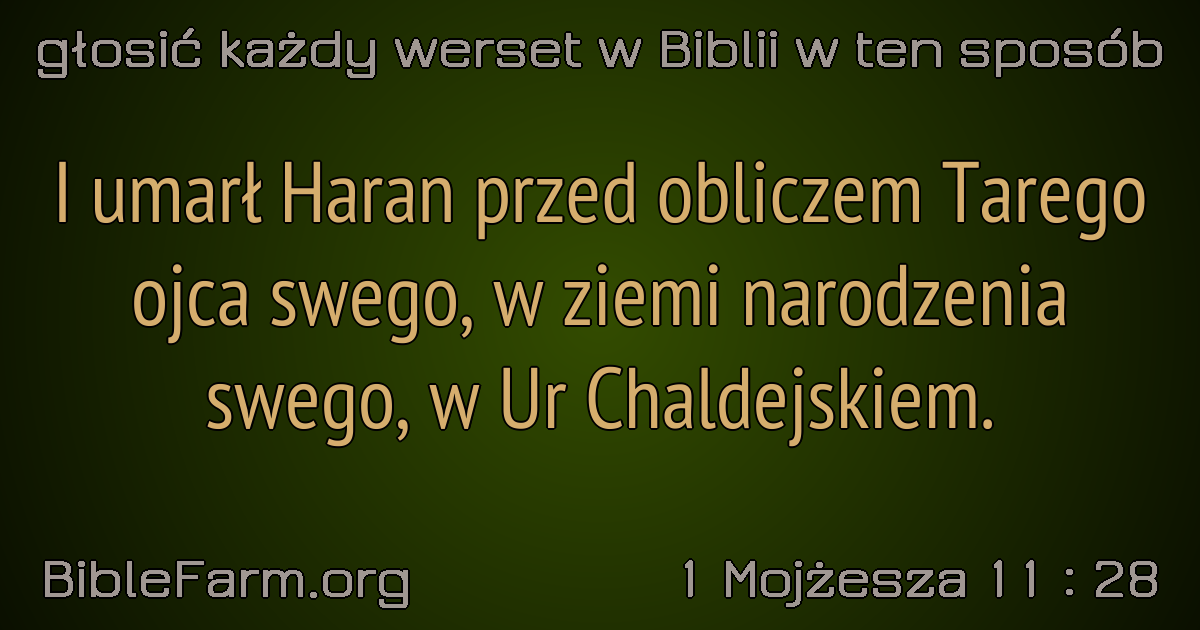 głosić każdy werset w Biblii w ten sposób
I umarł Haran przed obliczem Tarego
ojca swego, w ziemi narodzenia
swego, w Ur Chaldejskiem.
BibleFarm.org
1 Mojżesza 11 : 28